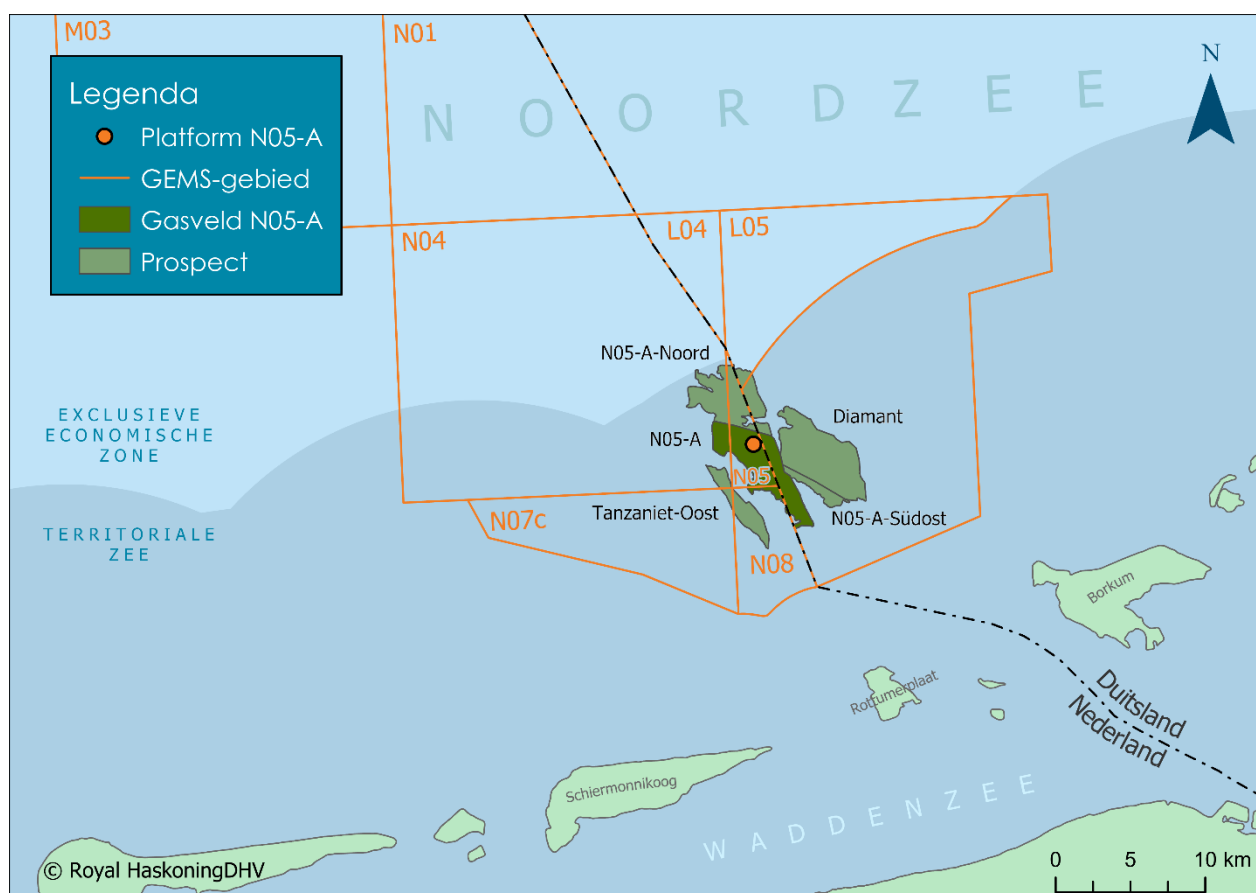 M03
N01
N
Legenda
Platform N05-A
GEMS-gebied
Gasveld N05-A
Prospect
NOORDZEE
N04
L04
L05
N05-A-Noord
Diamant
N05-A
EXCLUSIEVE
ECONOMISCHE
ZONE
N05
Tanzaniet-Oost
N05-A-Südost
N07c
TERRITORIALE
ZEE
N08
Borkum
Rottumerplaat
Duitsland
Nederland
Schiermonnikoog
WADDENZEE
© Royal HaskoningDHV
0 5 10 km